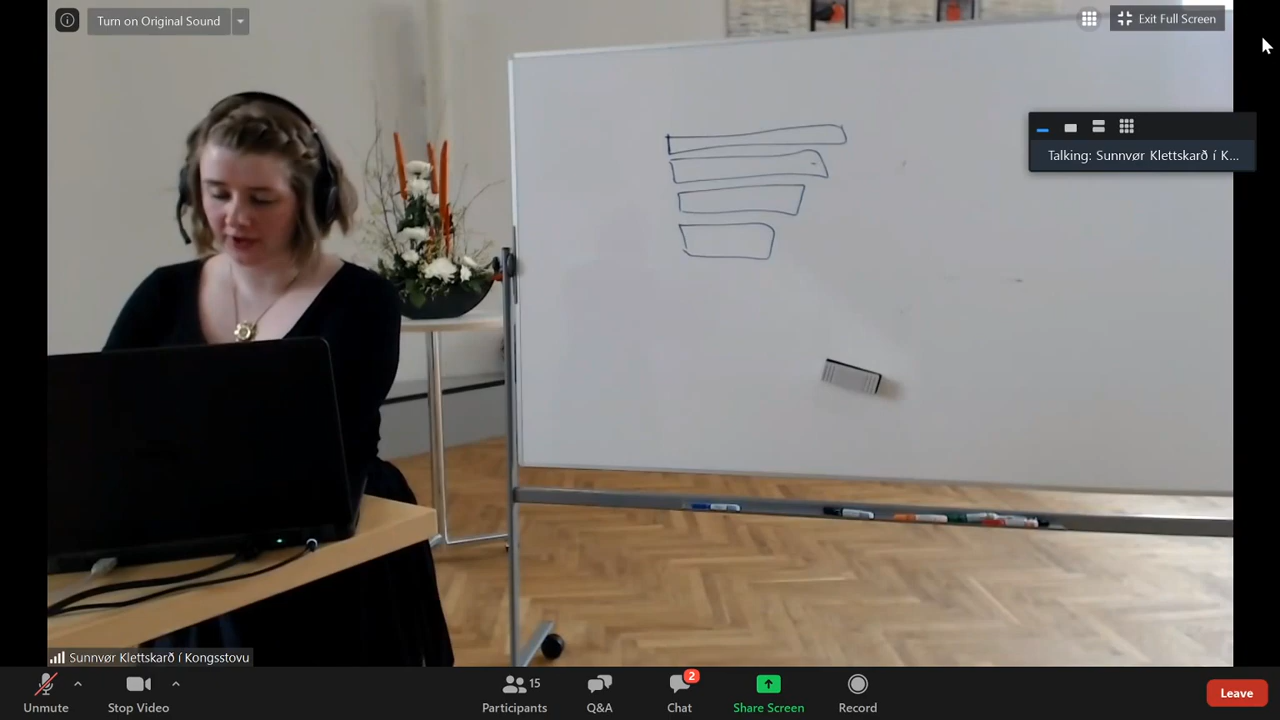 Turn on Original Sound
Exit Full Screen
Talking: Sunnvør Klettskarð í K...
Sunnvør Klettskarð í Kongsstovu
Unmute
Stop Video
15
Participants
Q&A
2
Chat
Share Screen
Record
Leave